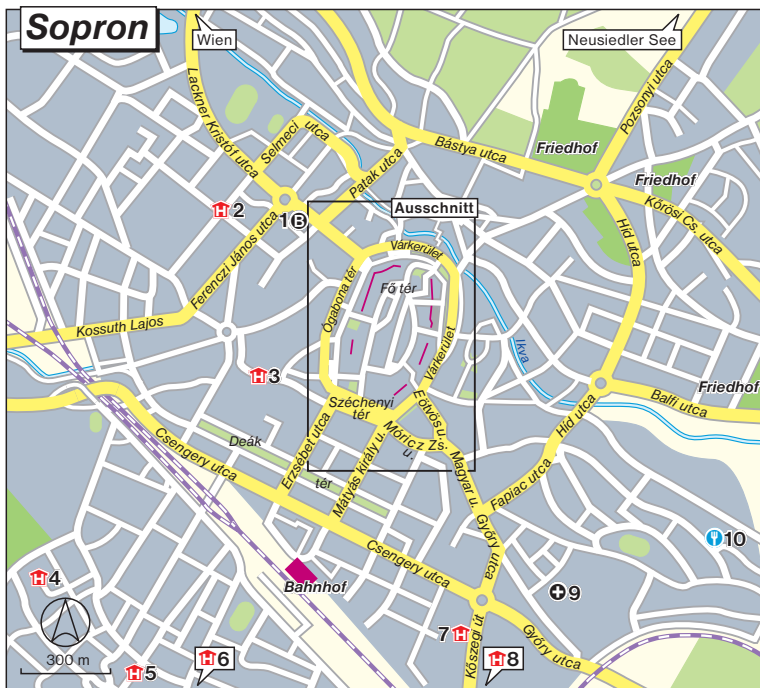 Sopron
Wien
Neusiedler See
Lackner Kristóf utca
Selmeci utca
Patak utca
Bástya utca
Pozsonyi utca
Friedhof
Friedhof
Kőrösi Cs. utca
Híd utca
H 2
1 B
Ausschnitt
Ferenczi János utca
Várkerület
Ógabona tér
Fő tér
Kossuth Lajos
Várkerület
Ikva
H 3
Friedhof
Balfi utca
Széchenyi
tér
Eötvös u.
Móricz Zs.
u.
Híd utca
Deák
tér
Csengery utca
Erzsébet utca
Mátyás király u.
Magyar u.
Fapiac utca
Győry utca
10
Csengery utca
H 4
Bahnhof
9
7 H
Kőszegi út
Győry utca
300 m
H 5
H 6
H 8